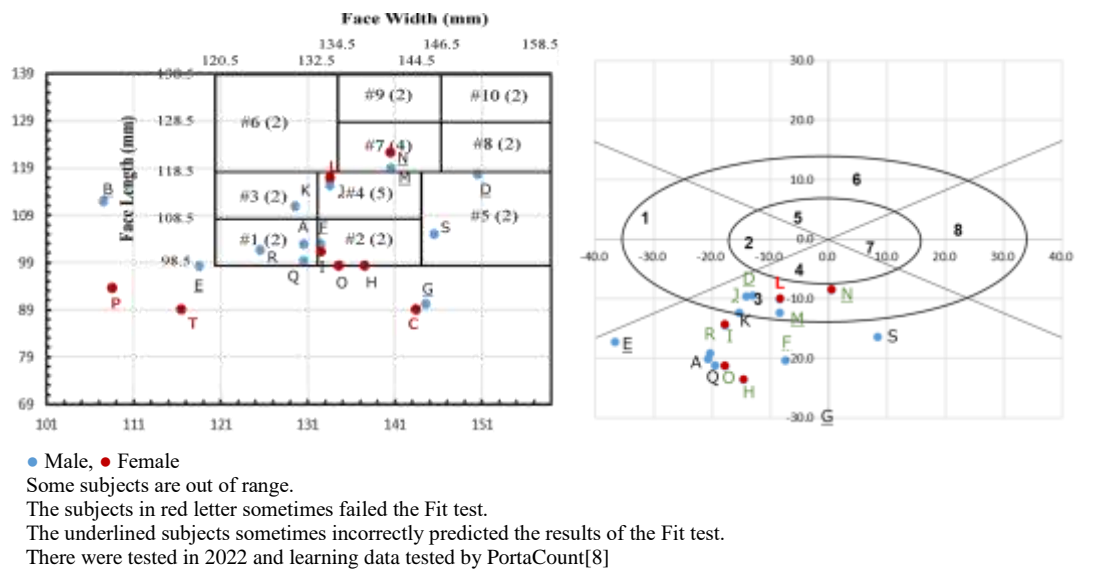 Face Width (mm)
134.5 146.5 158.5
120.5 132.5 144.5
139 138.5
#9 (2) #10 (2)
#6 (2)
129 128.5
#7 (4) #8 (2)
N
L
119 118.5
M
B K J #4 (5) D
#3 (2)
#5 (2)
109 108.5
A F S
#1 (2) #2 (2)
R I
99 98.5
Q O H
E G
89
P T C
79
69
101 111 121 131 141 151
Face Length (mm)
30.0
20.0
10.0
6
1 5 8
2 7
-40.0 -30.0 -20.0 -10.0 0.0 10.0 20.0 30.0 40.0
4
D L
J 3 N
-10.0
K M
R I F S
E
A -20.0
Q O
H
-30.0 G
Male, Female
Some subjects are out of range.
The subjects in red letter sometimes failed the Fit test.
The underlined subjects sometimes incorrectly predicted the results of the Fit test.
There were tested in 2022 and learning data tested by PortaCount[8]